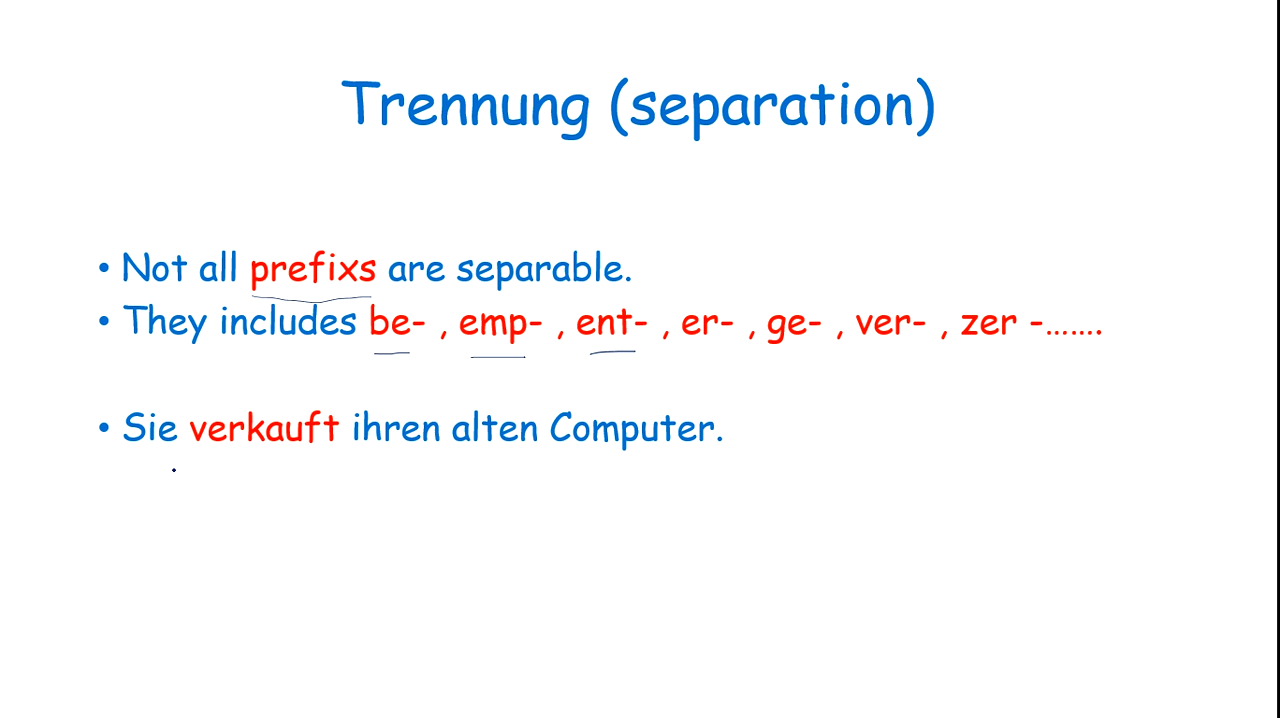 Trennung (separation)
• Not all prefixs are separable.
• They includes be- , emp- , ent- , er- , ge- , ver- , zer -…....
• Sie verkauft ihren alten Computer.